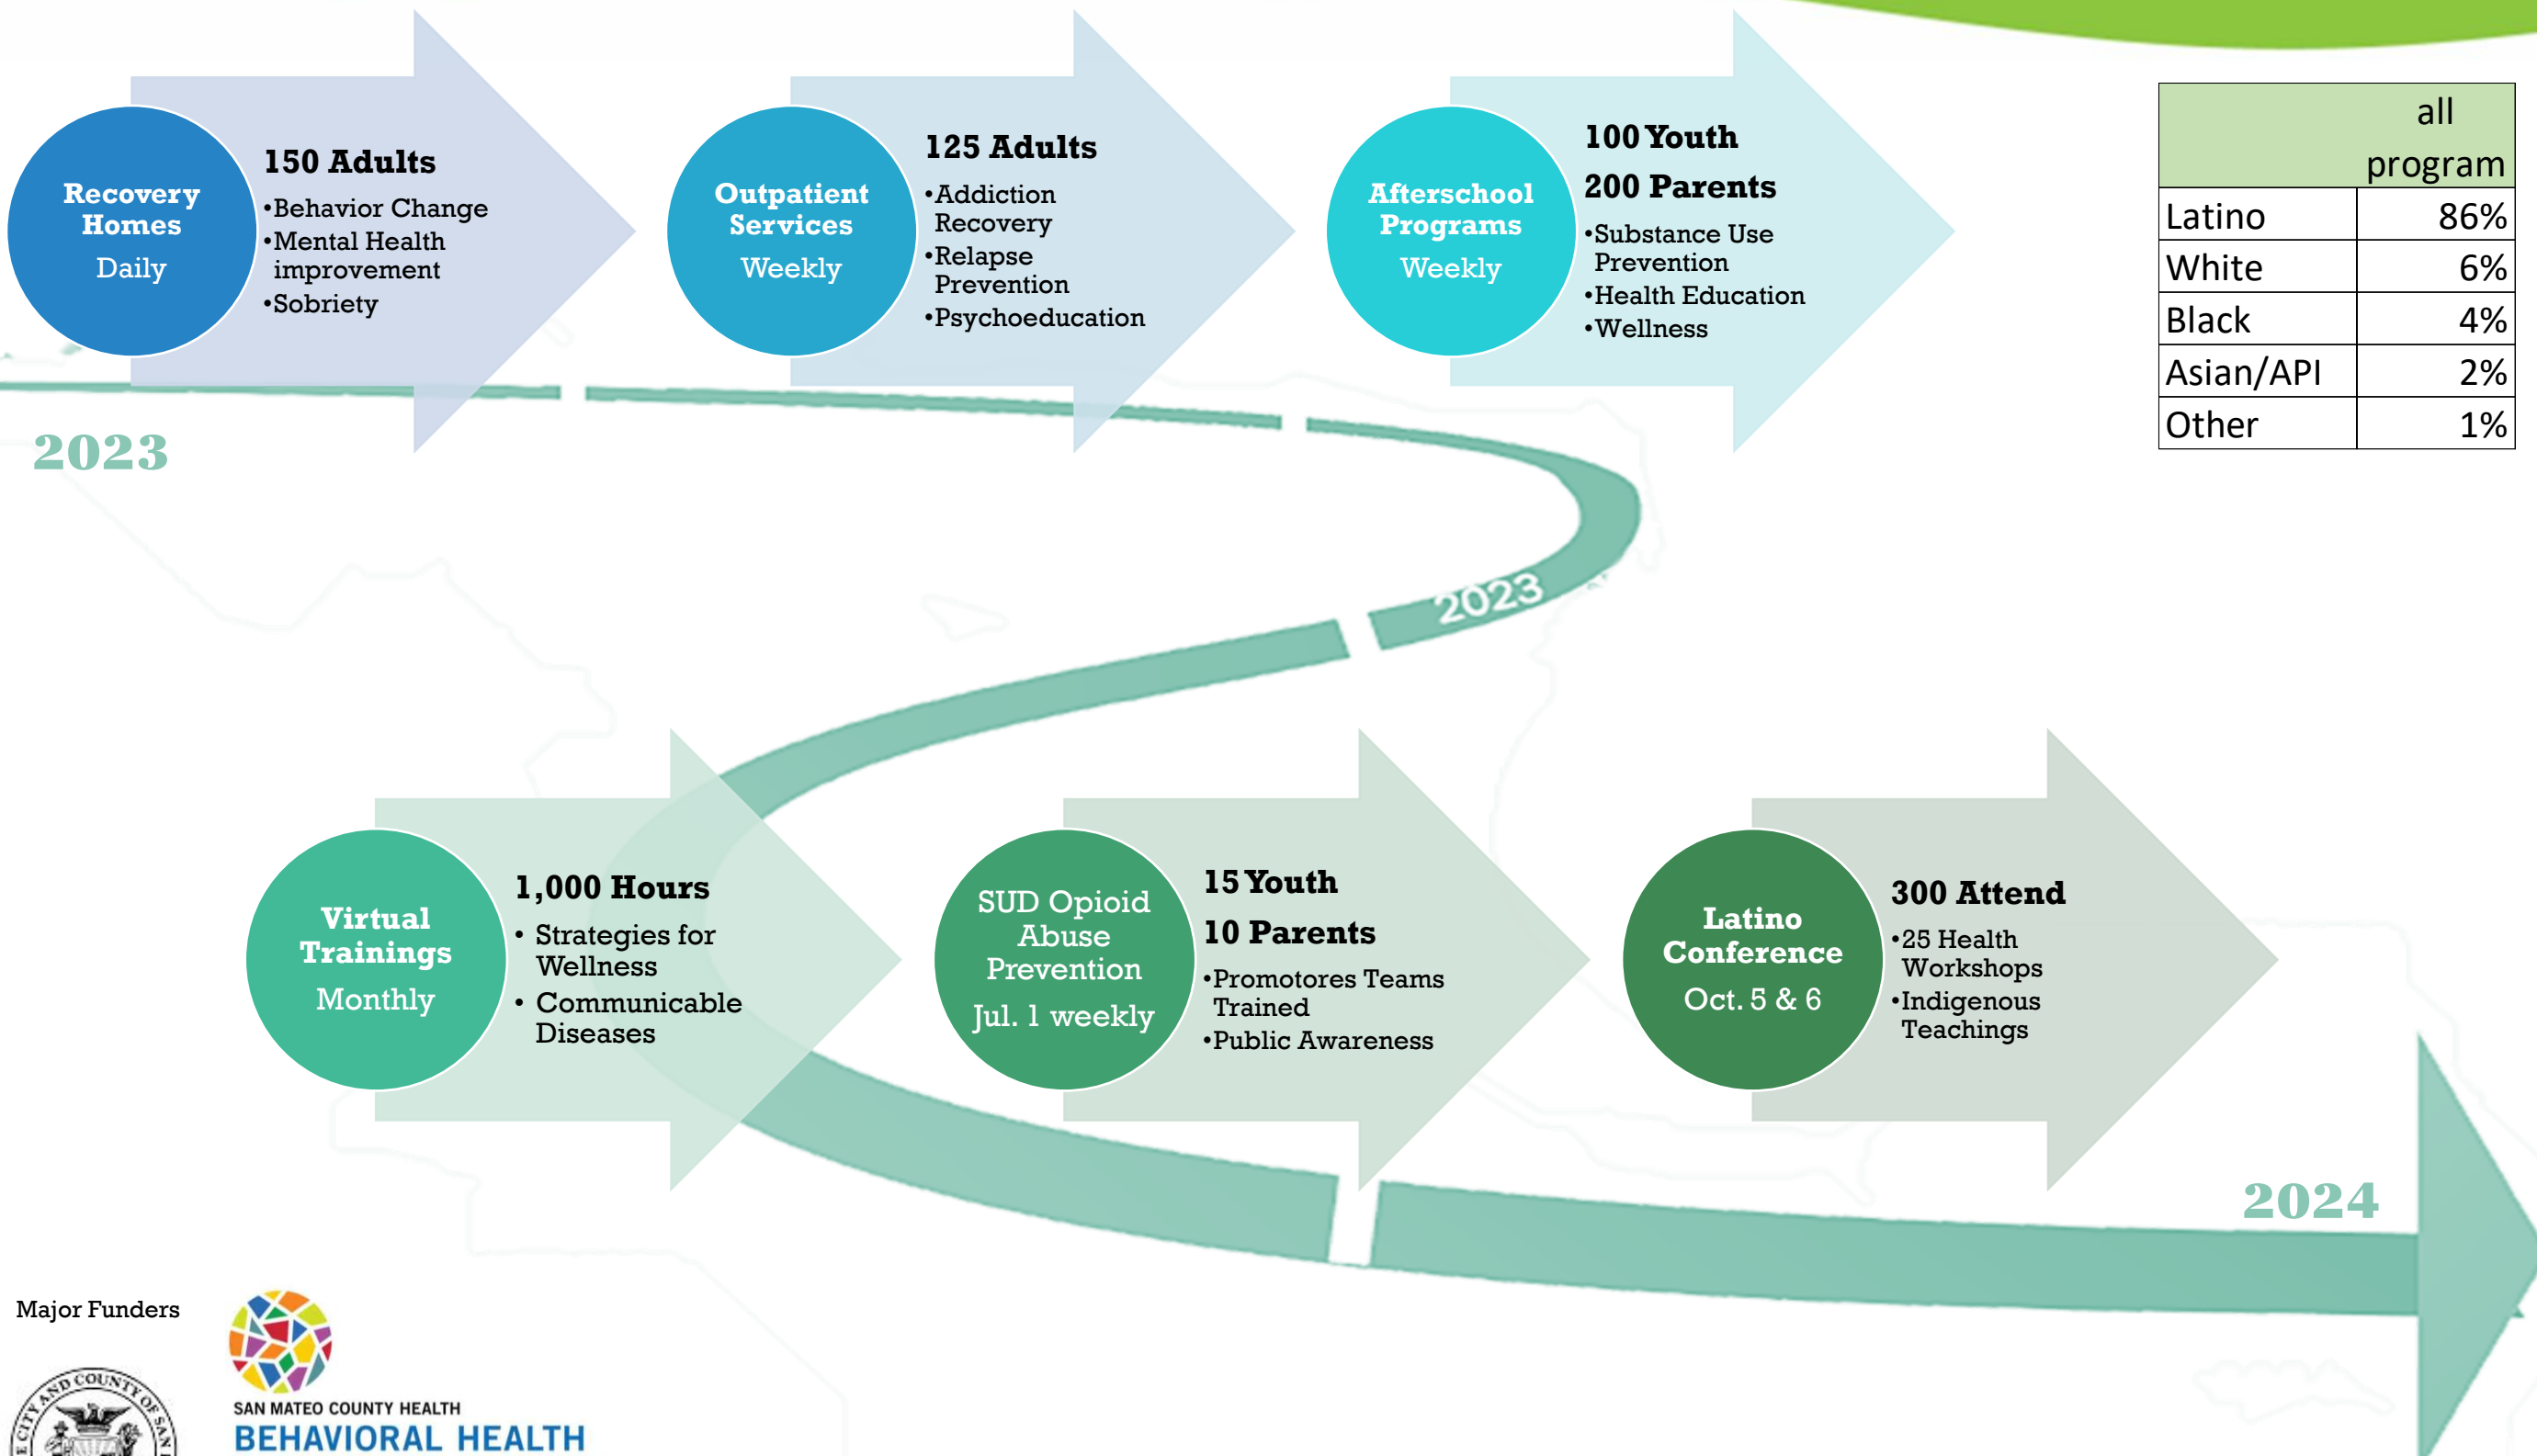 Recovery
Homes
Daily
150 Adults
•Behavior Change
•Mental Health
improvement
•Sobriety
Outpatient
Services
Weekly
125 Adults
•Addiction
Recovery
•Relapse
Prevention
•Psychoeducation
Afterschool
Programs
Weekly
100 Youth
200 Parents
•Substance Use
Prevention
•Health Education
•Wellness
all
program
Latino 86%
White 6%
Black 4%
Asian/API 2%
Other 1%
2023
2023
Virtual
Trainings
Monthly
1,000 Hours
• Strategies for
Wellness
• Communicable
Diseases
SUD Opioid
Abuse
Prevention
Jul. 1 weekly
15 Youth
10 Parents
•Promotores Teams
Trained
•Public Awareness
Latino
Conference
Oct. 5 & 6
300 Attend
•25 Health
Workshops
•Indigenous
Teachings
2024
Major Funders
CITY AND COUNTY OF SAN
SAN MATEO COUNTY HEALTH
BEHAVIORAL HEALTH